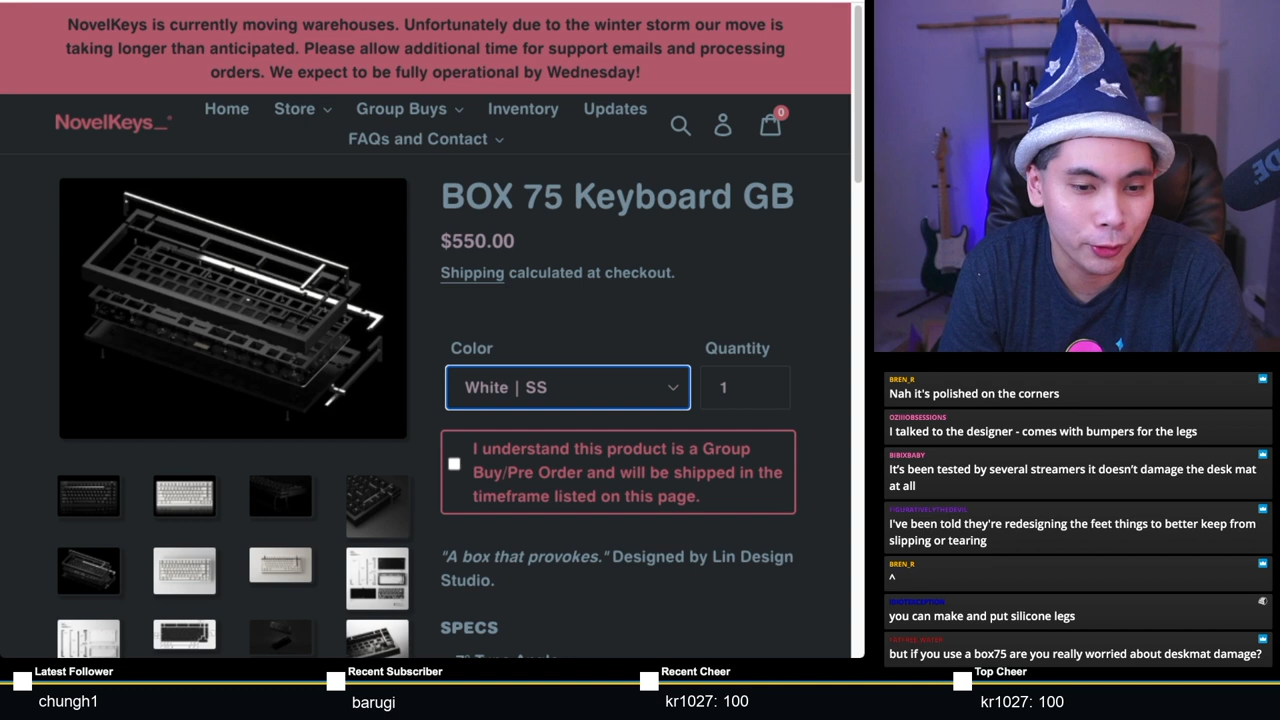 NovelKeys is currently moving warehouses. Unfortunately due to the winter storm our move is
taking longer than anticipated. Please allow additional time for support emails and processing
orders. We expect to be fully operational by Wednesday!
NovelKeys_
Home Store Group Buys Inventory Updates
FAQs and Contact
0
BOX 75 Keyboard GB
$550.00
Shipping calculated at checkout.
Color
Quantity
White | SS
1
I understand this product is a Group
Buy/Pre Order and will be shipped in the
timeframe listed on this page.
"A box that provokes." Designed by Lin Design
Studio.
SPECS
BREN_R
Nah it's polished on the corners
OZIIIOBSESSIONS
I talked to the designer - comes with bumpers for the legs
BIBIXBABY
It's been tested by several streamers it doesn't damage the desk mat
at all
FIGURATIVELYTHEDEVIL
I've been told they're redesigning the feet things to better keep from
slipping or tearing
BREN_R
^
you can make and put silicone legs
but if you use a box75 are you really worried about deskmat damage?
Latest Follower
chungh1
Recent Subscriber
barugi
Recent Cheer
kr1027: 100
Top Cheer
kr1027: 100